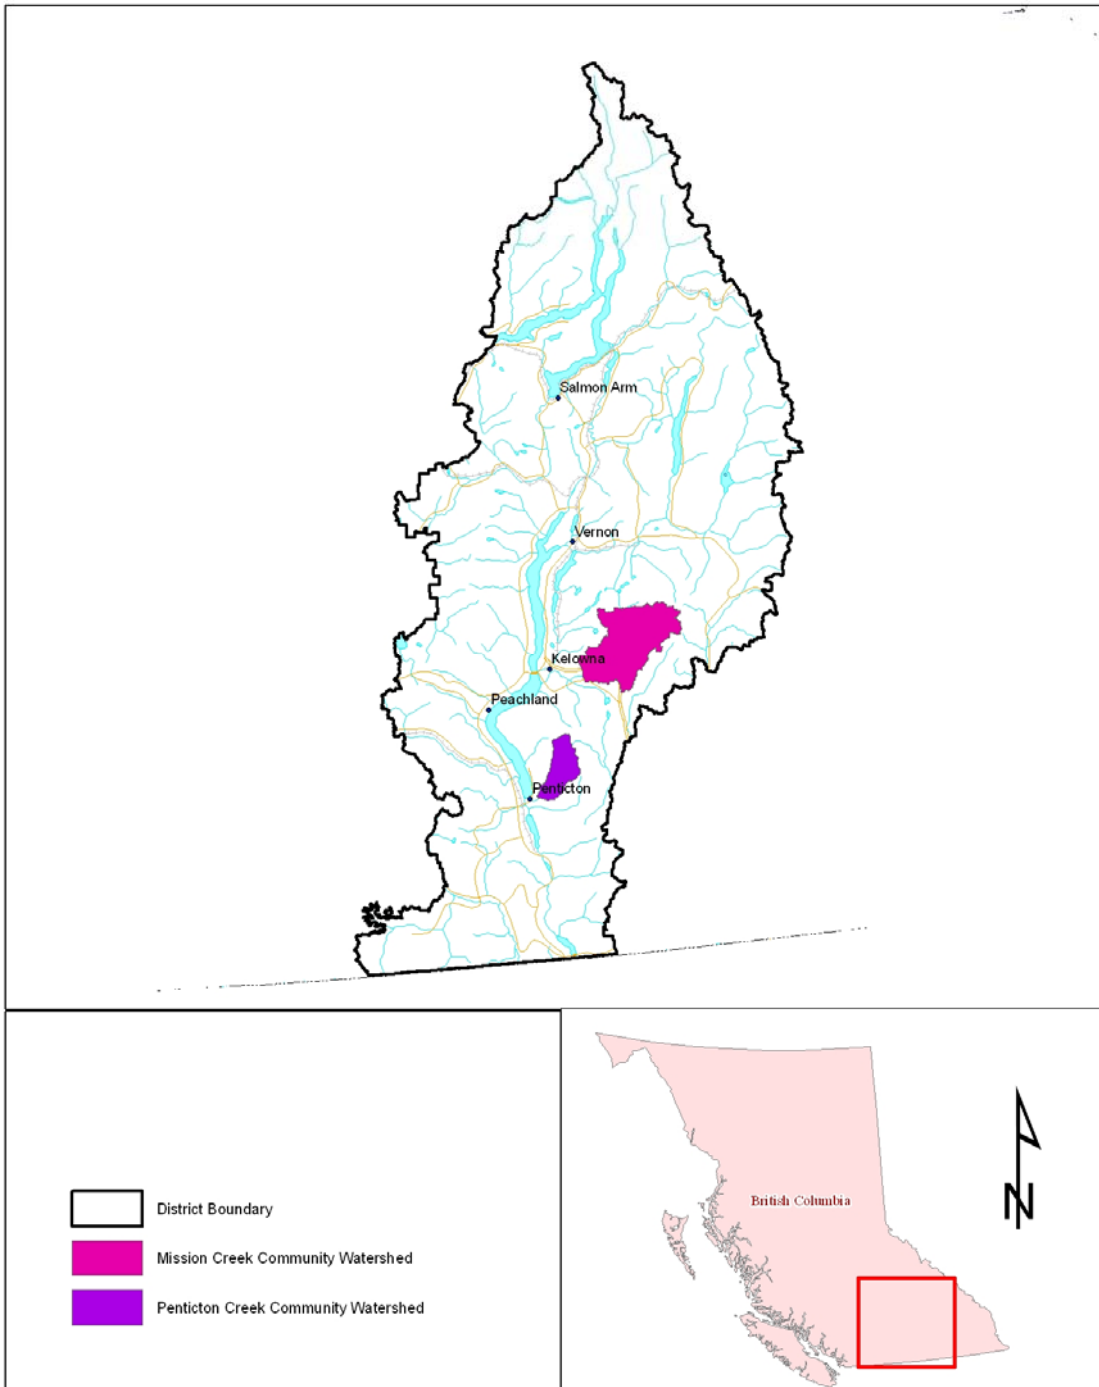 Salmon Arm
Vernon
Kelowna
Peachland
Penticton
District Boundary
Mission Creek Community Watershed
Penticton Creek Community Watershed
British Columbia
N